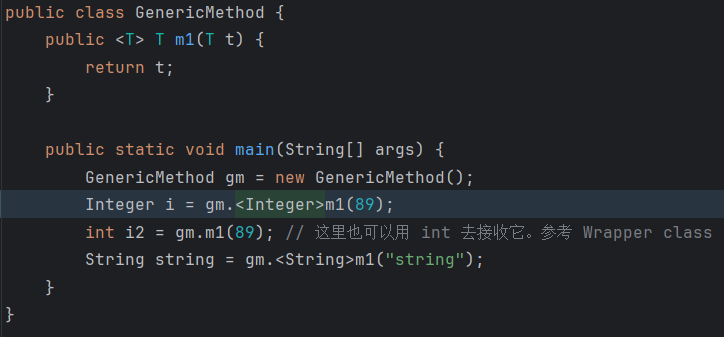 public class GenericMethod {
    public <T> T m1(T t) {
        return t;
    }

    public static void main(String[] args) {
        GenericMethod gm = new GenericMethod();
        Integer i = gm.<Integer>m1(89);
        int i2 = gm.m1(89); // 这里也可以用 int 去接收它。参考 Wrapper class
        String string = gm.<String>m1("string");
    }
}